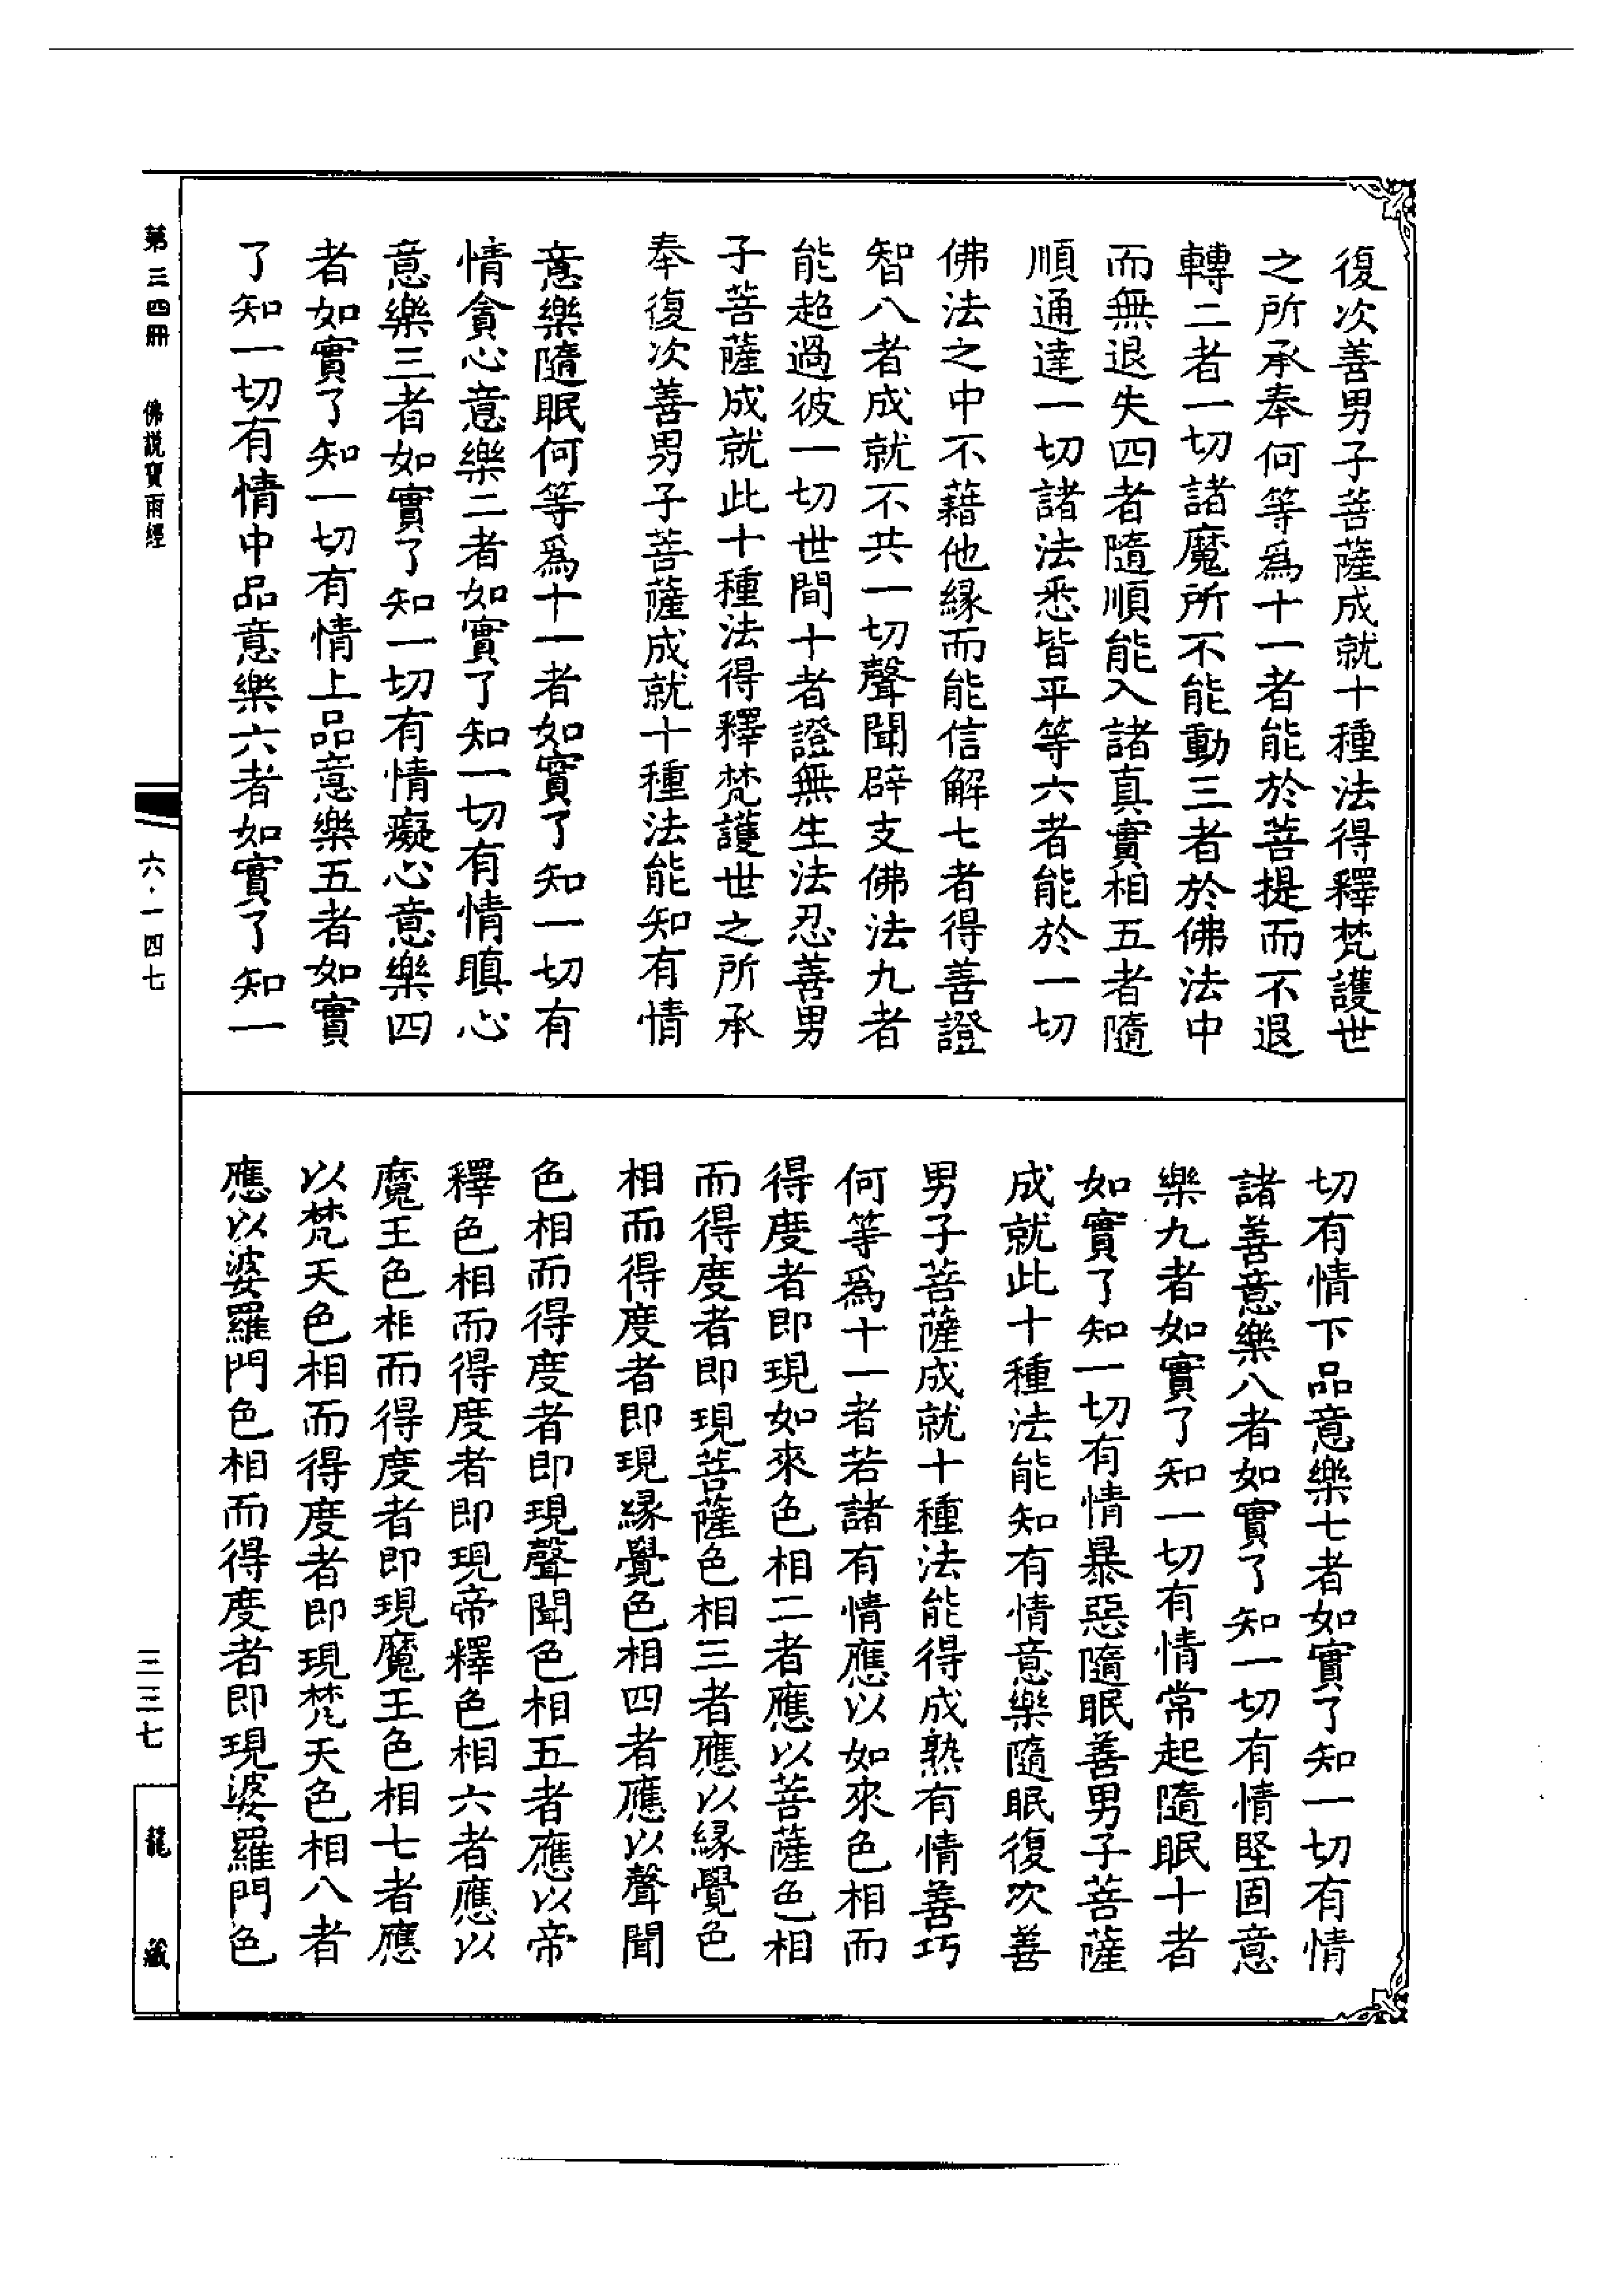 復次善男子菩薩成就十種法得釋梵護世
之所承奉何等爲十一者能於菩提而不退
轉二者一切諸魔所不能動三者於佛法中
而無退失四者隨順能入諸真實相五者隨
順通達一切諸法悉皆平等六者能於一切
佛法之中不藉他緣而能信解七者得善證
智八者成就不共一切聲聞辟支佛法九者
能超過彼一切世間十者證無生法忍善男
子菩薩成就此十種法得釋梵護世之所承
奉復次善男子菩薩成就十種法能知有情
意樂隨眠何等爲十一者如實了知一切有
情貪心意樂二者如實了知一切有情瞋心
意樂三者如實了知一切有情癡心意樂四
者如實了知一切有情上品意樂五者如實
了知一切有情中品意樂六者如實了知一
切有情下品意樂七者如實了知一切有情
諸善意樂八者如實了知一切有情堅固意
樂九者如實了知一切有情常起隨眠十者
如實了知一切有情暴惡隨眠善男子菩薩
成就此十種法能知有情意樂隨眠復次善
男子菩薩成就十種法能得成熟有情善巧
何等爲十一者若諸有情應以如來色相而
得度者即現如來色相二者應以菩薩色相
而得度者即現菩薩色相三者應以緣覺色
相而得度者即現緣覺色相四者應以聲聞
色相而得度者即現聲聞色相五者應以帝
釋色相而得度者即現帝釋色相六者應以
魔王色相而得度者即現魔王色相七者應
以梵天色相而得度者即現梵天色相八者
應以婆羅門色相而得度者即現婆羅門色
第三四冊 佛說寶雨經
六·一四七
三三七
龍藏